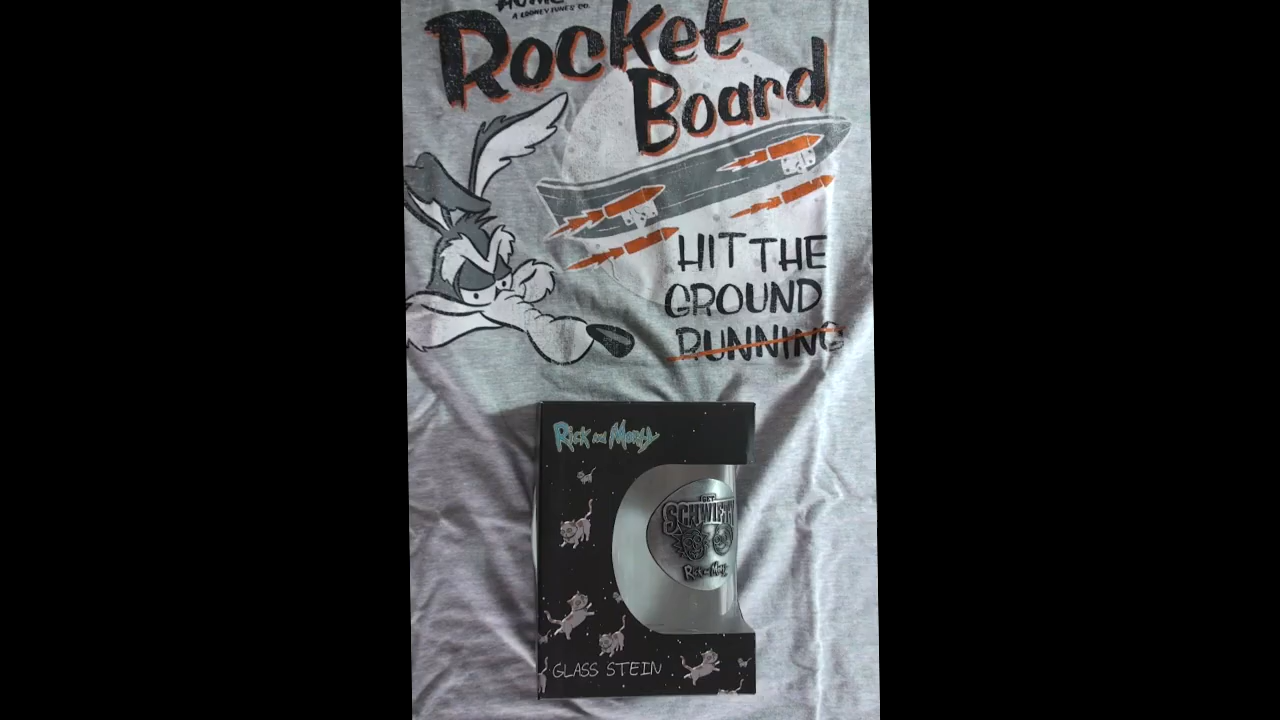 A LOONEY TUNES CO.
Rocket
Board
HIT THE
GROUND
RUNNING
Rick and Morty
GET
SCHWIFTY
Rick and Morty
GLASS STEIN